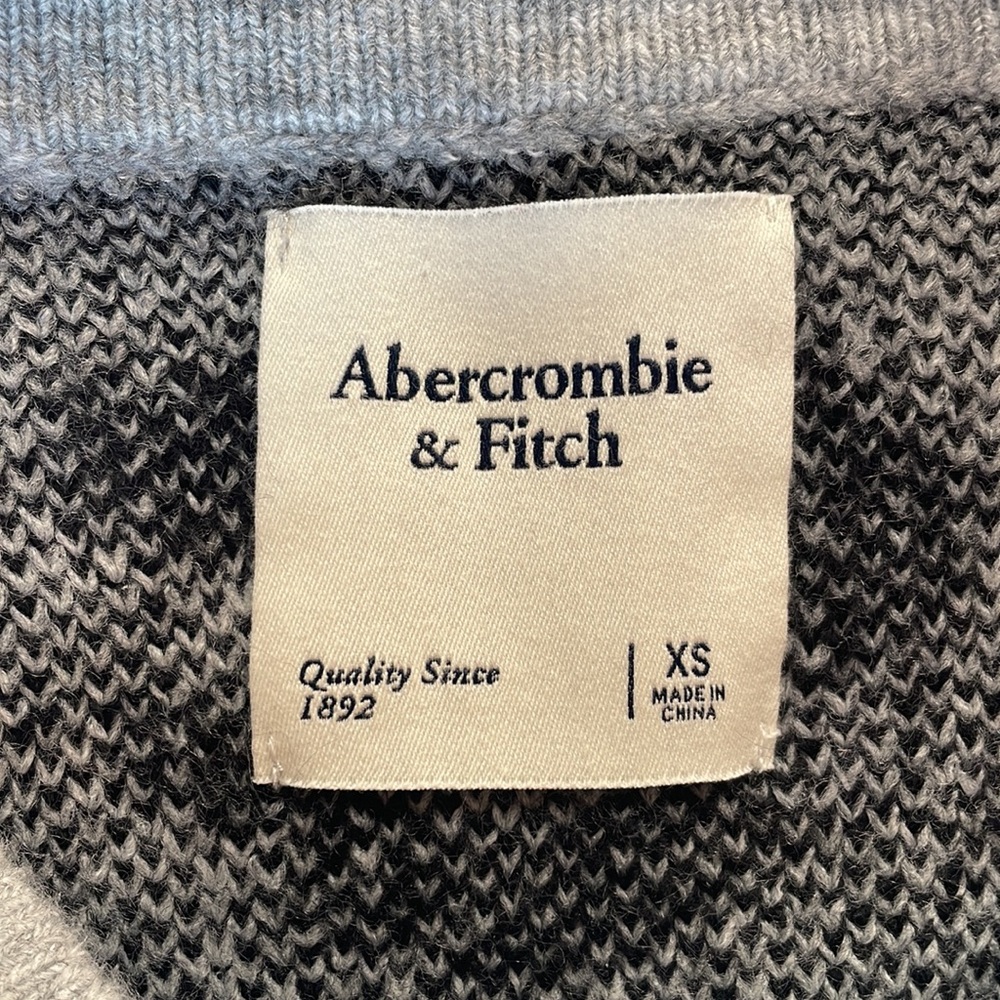 Abercrombie
& Fitch
Quality Since
1892
XS
MADE IN
CHINA